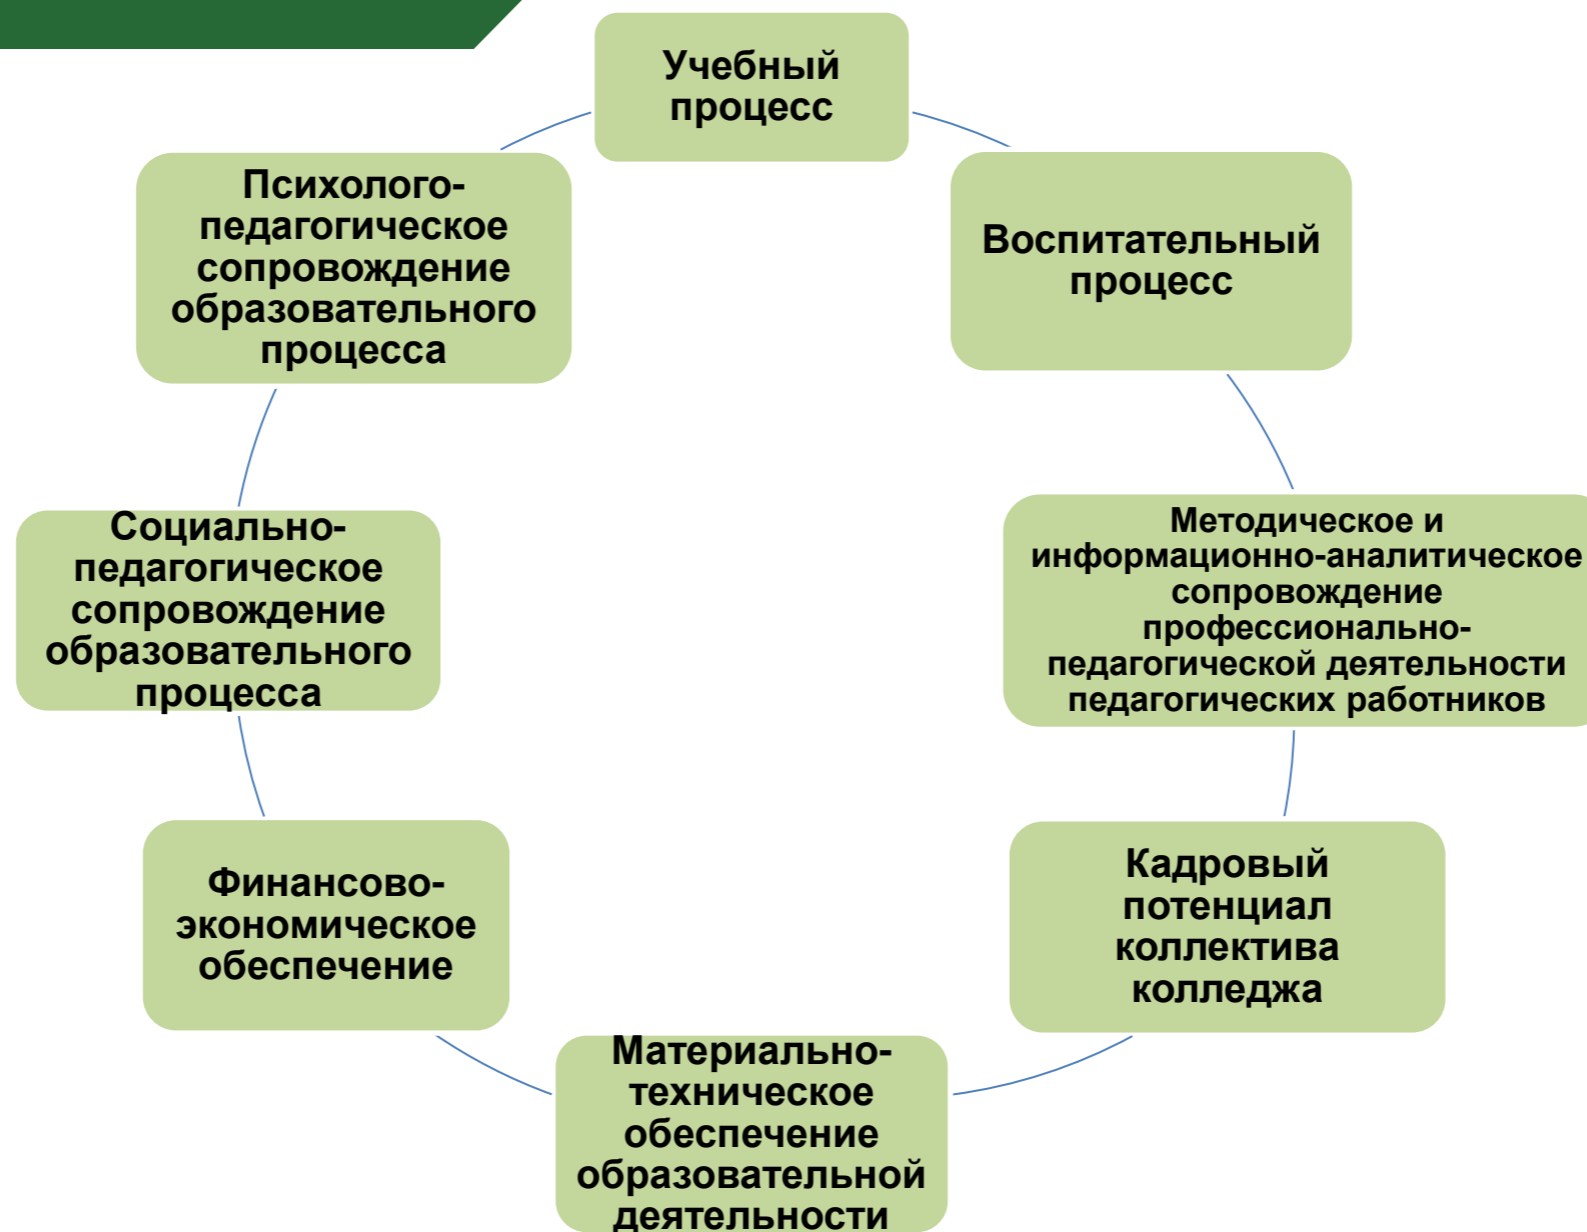 Учебный
процесс
Воспитательный
процесс
Методическое и
информационно-аналитическое
сопровождение
профессионально-
педагогической деятельности
педагогических работников
Кадровый
потенциал
коллектива
колледжа
Материально-
техническое
обеспечение
образовательной
деятельности
Финансово-
экономическое
обеспечение
Социально-
педагогическое
сопровождение
образовательного
процесса
Психолого-
педагогическое
сопровождение
образовательного
процесса